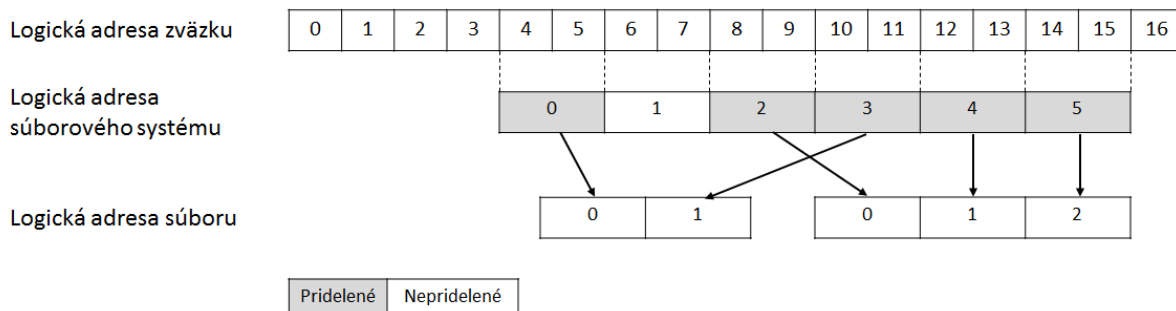 Logická adresa zväzku 0 1 2 3 4 5 6 7 8 9 10 11 12 13 14 15 16
Logická adresa
súborového systému
0 1 2 3 4 5
Logická adresa súboru 0 1 0 1 2
Pridelené Nepridelené